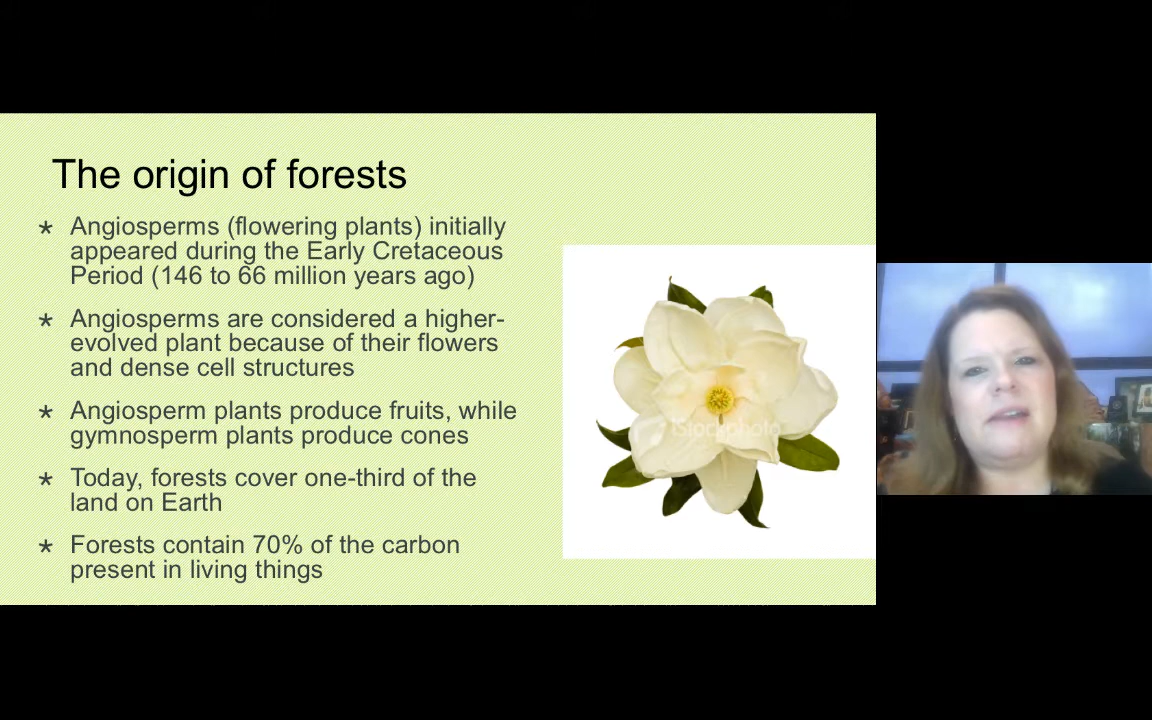 The origin of forests
* Angiosperms (flowering plants) initially
appeared during the Early Cretaceous
Period (146 to 66 million years ago)
* Angiosperms are considered a higher-
evolved plant because of their flowers
and dense cell structures
* Angiosperm plants produce fruits, while
gymnosperm plants produce cones
* Today, forests cover one-third of the
land on Earth
* Forests contain 70% of the carbon
present in living things
iStockphoto